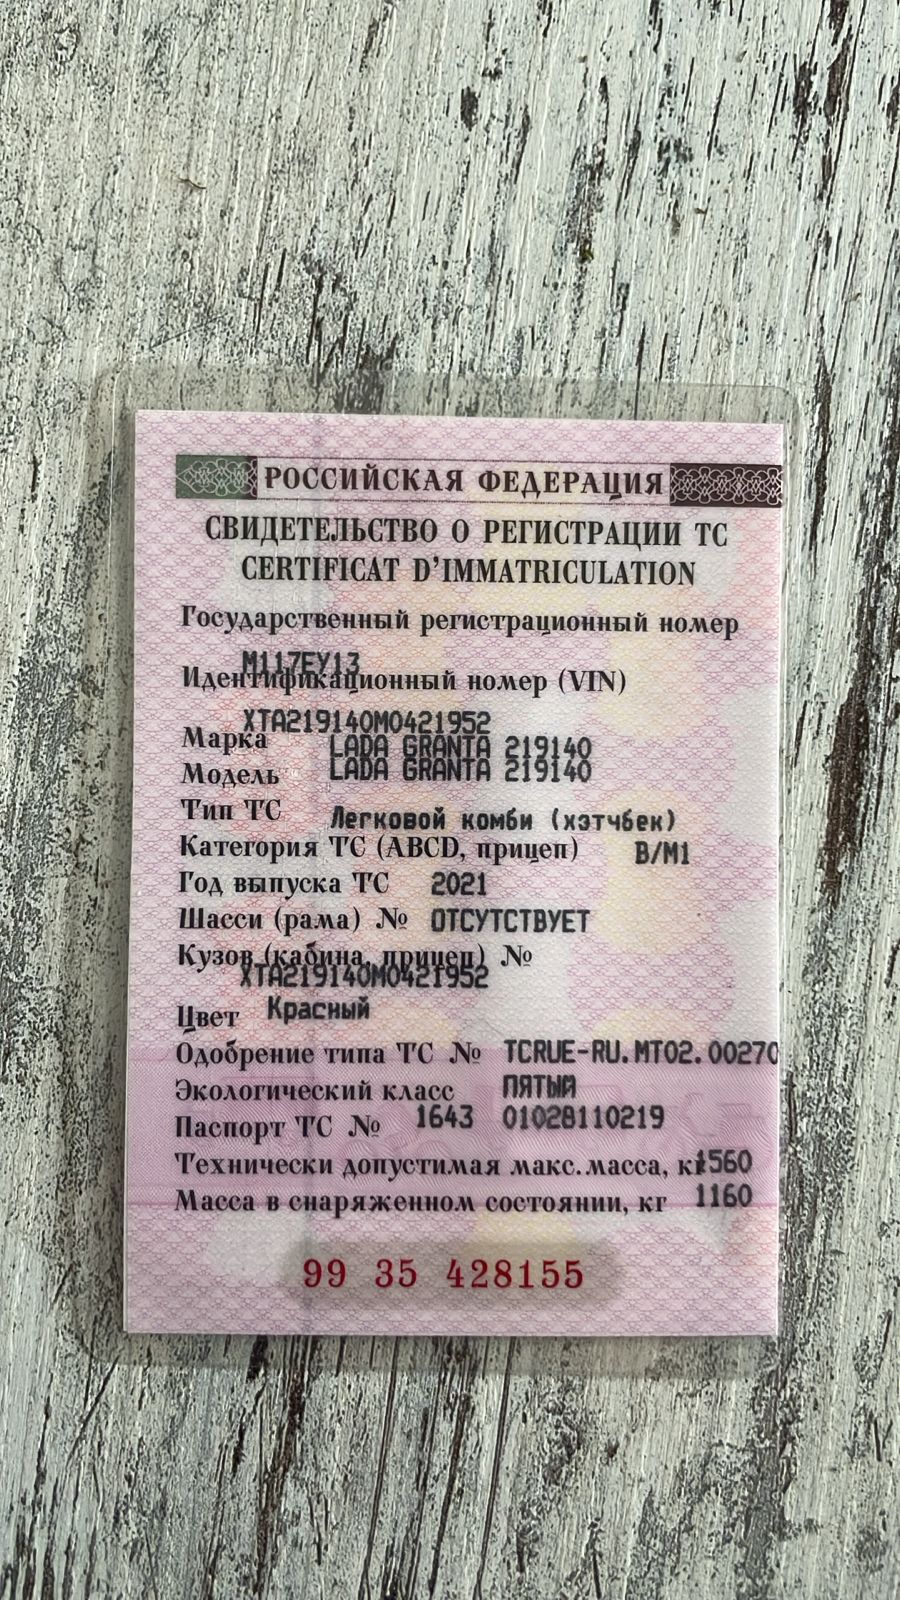 РОССИЙСКАЯ ФЕДЕРАЦИЯ
СВИДЕТЕЛЬСТВО О РЕГИСТРАЦИИ ТС
CERTIFICAT D'IMMATRICULATION
Государственный регистрационный номер
М117ЕУ13
Идентификационный номер (VIN)
XTA219140M0421952
Марка LADA GRANTA 219140
Модель LADA GRANTA 219140
Тип ТС Легковой комби (хэтчбек)
Категория ТС (ABCD, прицеп) B/M1
Год выпуска ТС 2021
Шасси (рама) № ОТСУТСТВУЕТ
Кузов (кабина, прицеп) №
XTA219140M0421952
Цвет Красный
Одобрение типа ТС № TCRUE-RU.MT02.00270
Экологический класс ПЯТЫЙ
Паспорт ТС № 1643 01028110219
Технически допустимая макс.масса, кг 1560
Масса в снаряженном состоянии, кг 1160
99 35 428155